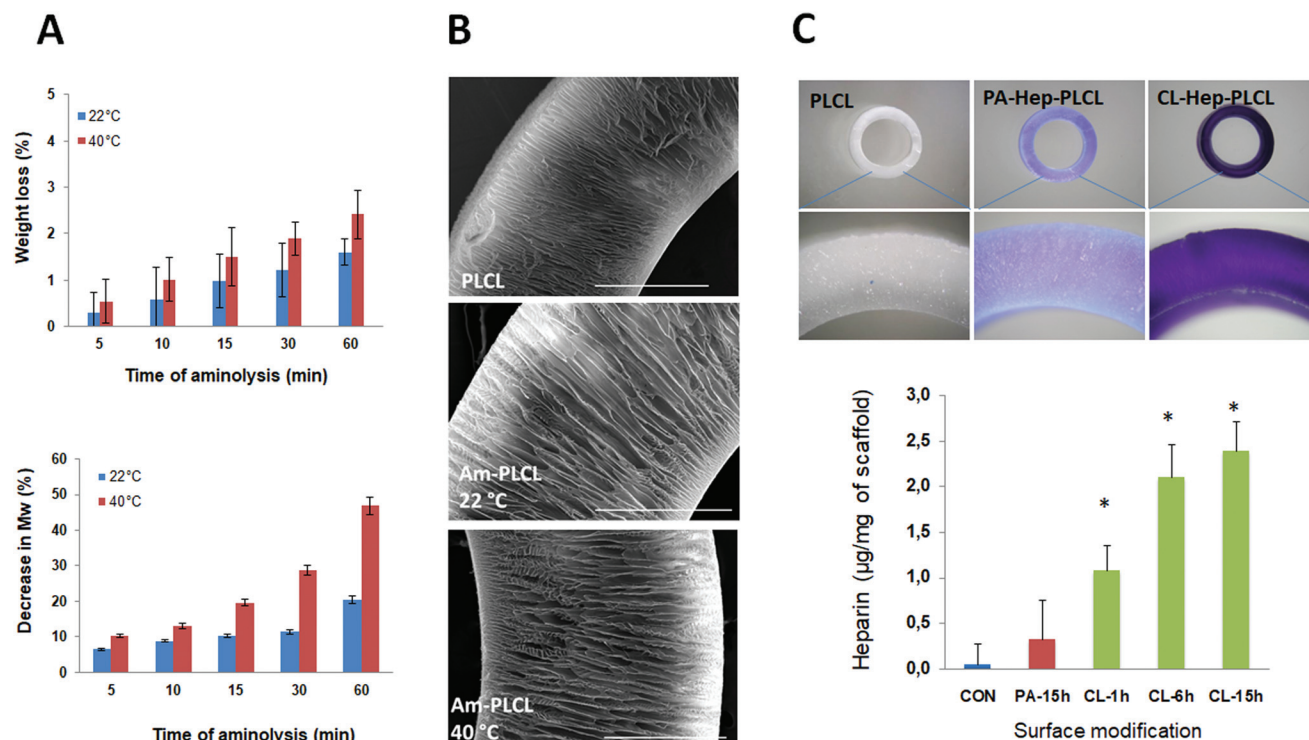 A
5
4
3
2
1
0
Weight loss (%)
22°C
40°C
5 10 15 30 60
Time of aminolysis (min)
60
50
40
30
20
10
0
Decrease in Mw (%)
22°C
40°C
5 10 15 30 60
Time of aminolysis (min)
B
PLCL
Am-PLCL
22 °C
Am-PLCL
40 °C
C
PLCL
PA-Hep-PLCL
CL-Hep-PLCL
3,0
2,5
2,0
1,5
1,0
0,5
0,0
Heparin (µg/mg of scaffold)
*
*
*
CON PA-15h CL-1h CL-6h CL-15h
Surface modification